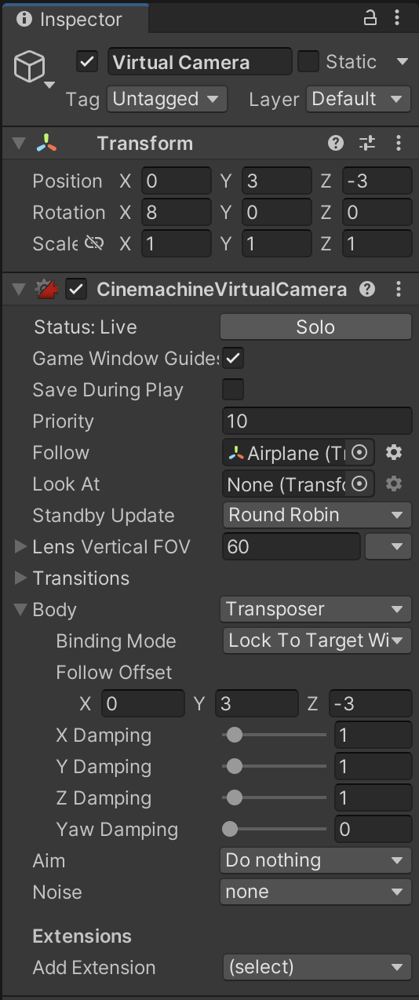 Inspector
Virtual Camera Static
Tag Untagged Layer Default
Transform
Position X 0 Y 3 Z -3
Rotation X 8 Y 0 Z 0
Scale X 1 Y 1 Z 1
CinemachineVirtualCamera
Status: Live Solo
Game Window Guides
Save During Play
Priority 10
Follow Airplane (Tr
Look At None (Transfo
Standby Update Round Robin
Lens Vertical FOV 60
Transitions
Body Transposer
Binding Mode Lock To Target Wi
Follow Offset
X 0 Y 3 Z -3
X Damping 1
Y Damping 1
Z Damping 1
Yaw Damping 0
Aim Do nothing
Noise none
Extensions
Add Extension (select)